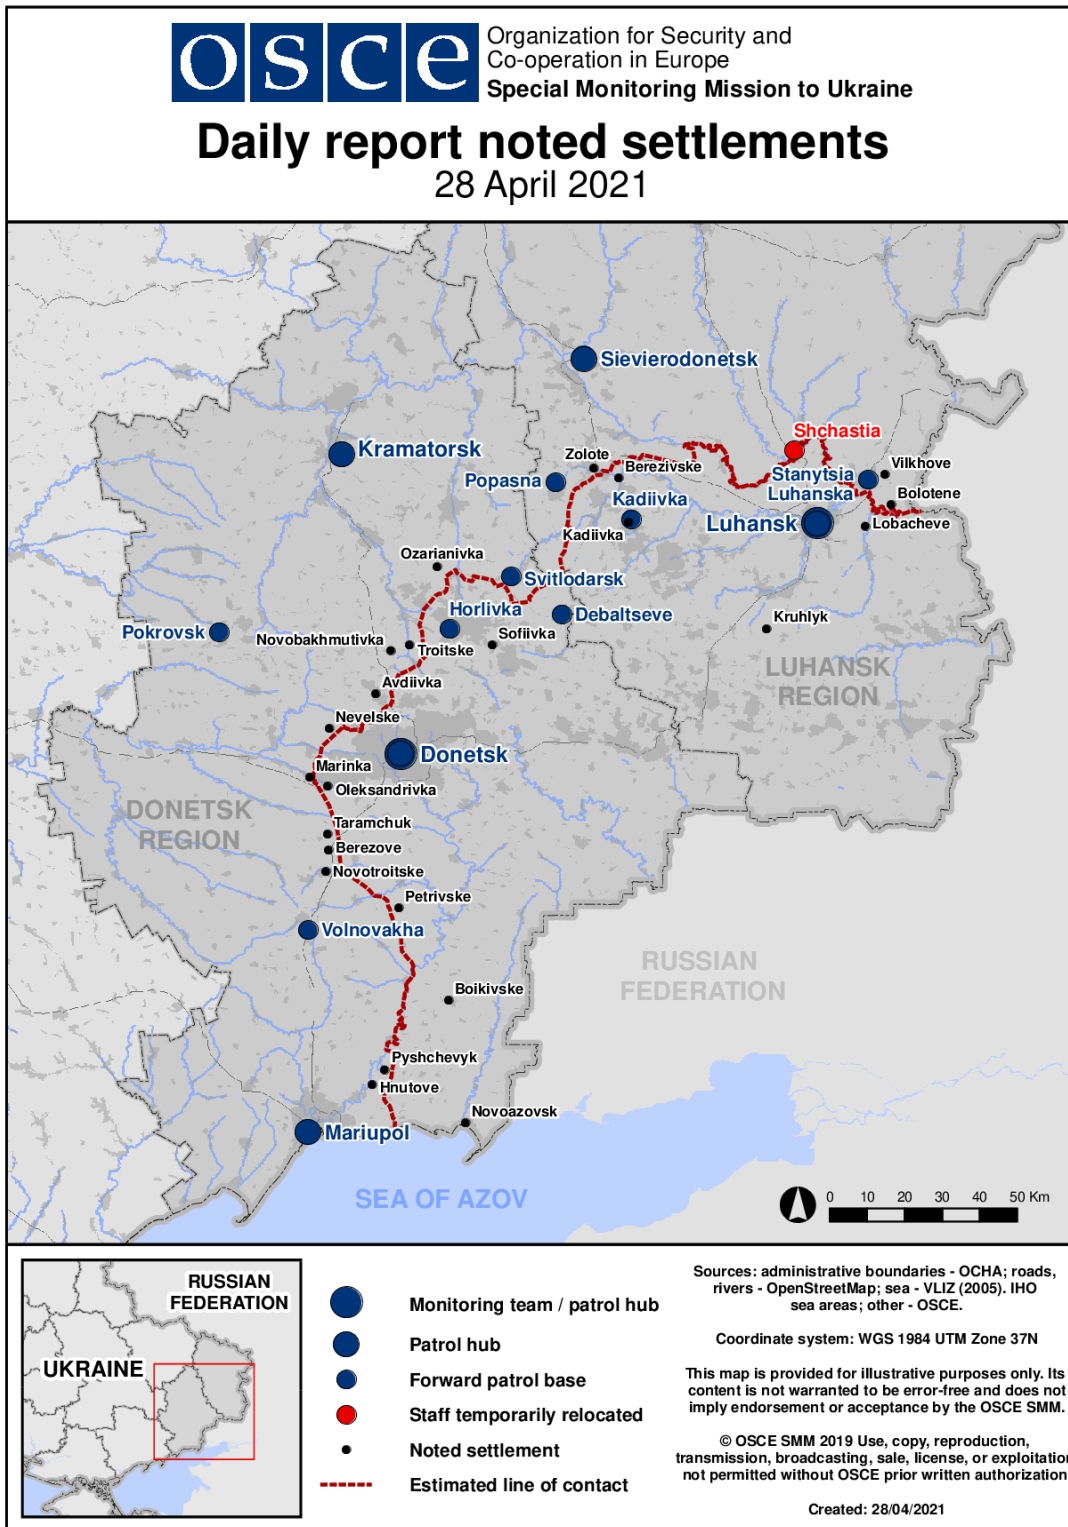 osce
Organization for Security and
Co-operation in Europe
Special Monitoring Mission to Ukraine
Daily report noted settlements
28 April 2021
Sievierodonetsk
Shchastia
Kramatorsk
Zolote
Berezivske
Vilkhove
Popasna
Stanytsia
Luhanska
Kadiivka
Bolotene
Luhansk
Lobacheve
Kadiivka
Ozarianivka
Svitlodarsk
Horlivka
Debaltseve
Kruhlyk
Pokrovsk
Novobakhmutivka
Sofiivka
Troitske
LUHANSK
REGION
Avdiivka
Nevelske
Donetsk
Marinka
Oleksandrivka
DONETSK
REGION
Taramchuk
Berezove
Novotroitske
Petrivske
Volnovakha
RUSSIAN
FEDERATION
Boikivske
Pyshchevyk
Hnutove
Novoazovsk
Mariupol
SEA OF AZOV
0 10 20 30 40 50 Km
RUSSIAN
FEDERATION
UKRAINE
Monitoring team / patrol hub
Patrol hub
Forward patrol base
Staff temporarily relocated
Noted settlement
Estimated line of contact
Sources: administrative boundaries - OCHA; roads,
rivers - OpenStreetMap; sea - VLIZ (2005). IHO
sea areas; other - OSCE.
Coordinate system: WGS 1984 UTM Zone 37N
This map is provided for illustrative purposes only. Its
content is not warranted to be error-free and does not
imply endorsement or acceptance by the OSCE SMM.
© OSCE SMM 2019 Use, copy, reproduction,
transmission, broadcasting, sale, license, or exploitation
not permitted without OSCE prior written authorization
Created: 28/04/2021